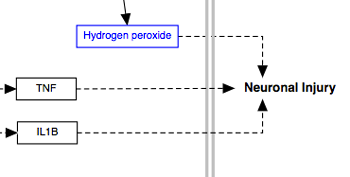 Hydrogen peroxide
TNF
Neuronal Injury
IL1B